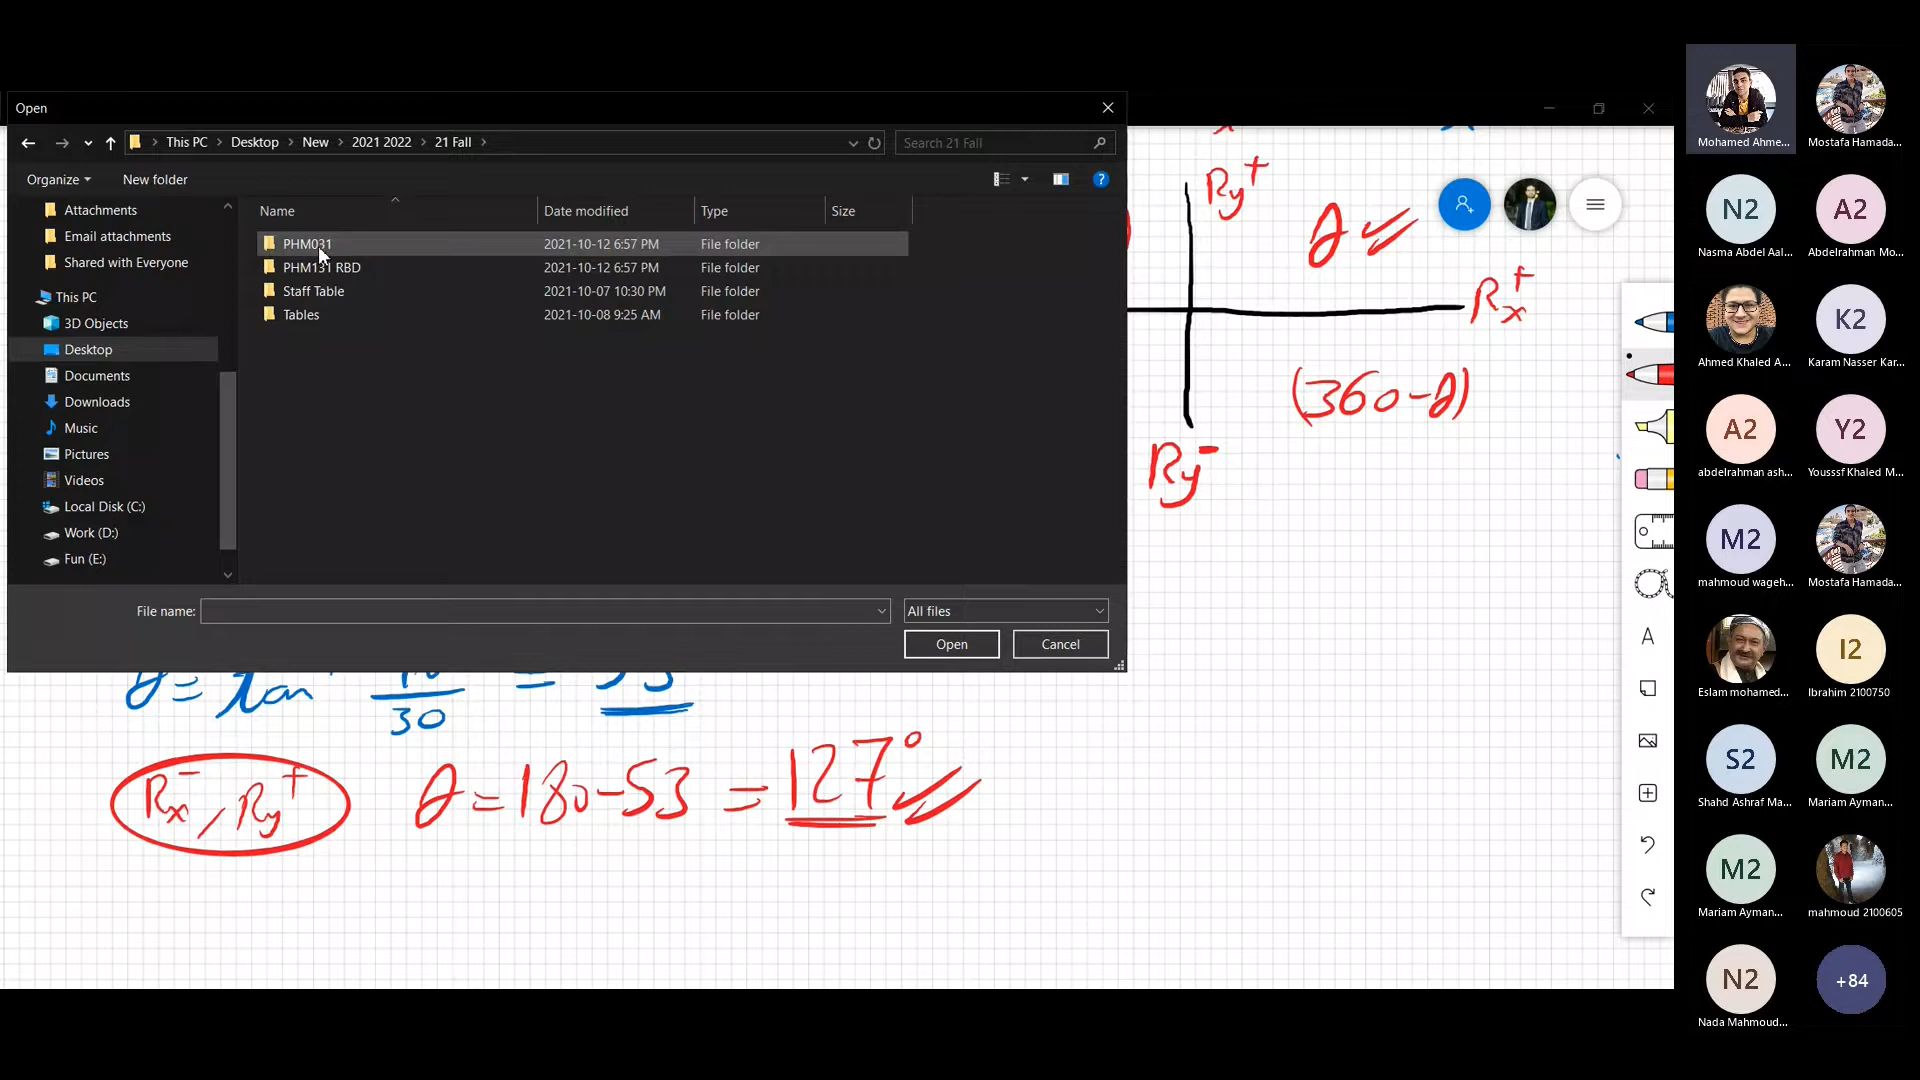 Open
This PC
Desktop
New
2021 2022
21 Fall
Search 21 Fall
Organize
New folder
Attachments
Email attachments
Shared with Everyone
This PC
3D Objects
Desktop
Documents
Downloads
Music
Pictures
Videos
Local Disk (C:)
Work (D:)
Fun (E:)
Name Date modified Type Size
PHM031 2021-10-12 6:57 PM File folder
PHM131 RBD 2021-10-12 6:57 PM File folder
Staff Table 2021-10-07 10:30 PM File folder
Tables 2021-10-08 9:25 AM File folder
File name:
All files
Open Cancel
Ry+
θ
Rx+
(360-θ)
Ry-
θ = tan
30
= 53
Rx- , Ry+ θ = 180-53 = 127°
A
Mohamed Ahme...
Mostafa Hamada...
N2
Nasma Abdel Aal...
A2
Abdelrahman Mo...
Ahmed Khaled A...
K2
Karam Nasser Kar...
A2
abdelrahman ash...
Y2
Yousssf Khaled M...
M2
mahmoud wageh...
Mostafa Hamada...
Eslam mohamed...
I2
Ibrahim 2100750
S2
Shahd Ashraf Ma...
M2
Mariam Ayman...
M2
Mariam Ayman...
mahmoud 2100605
N2
Nada Mahmoud...
+84